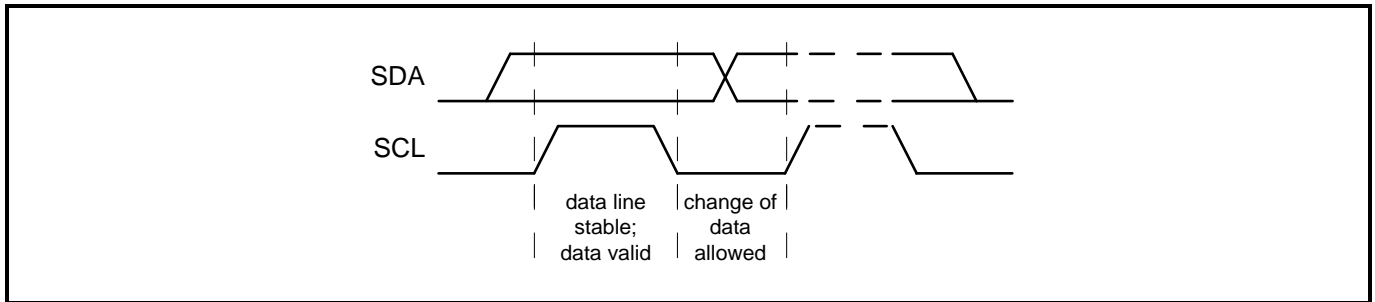 SDA
SCL
data line
stable;
data valid
change of
data
allowed